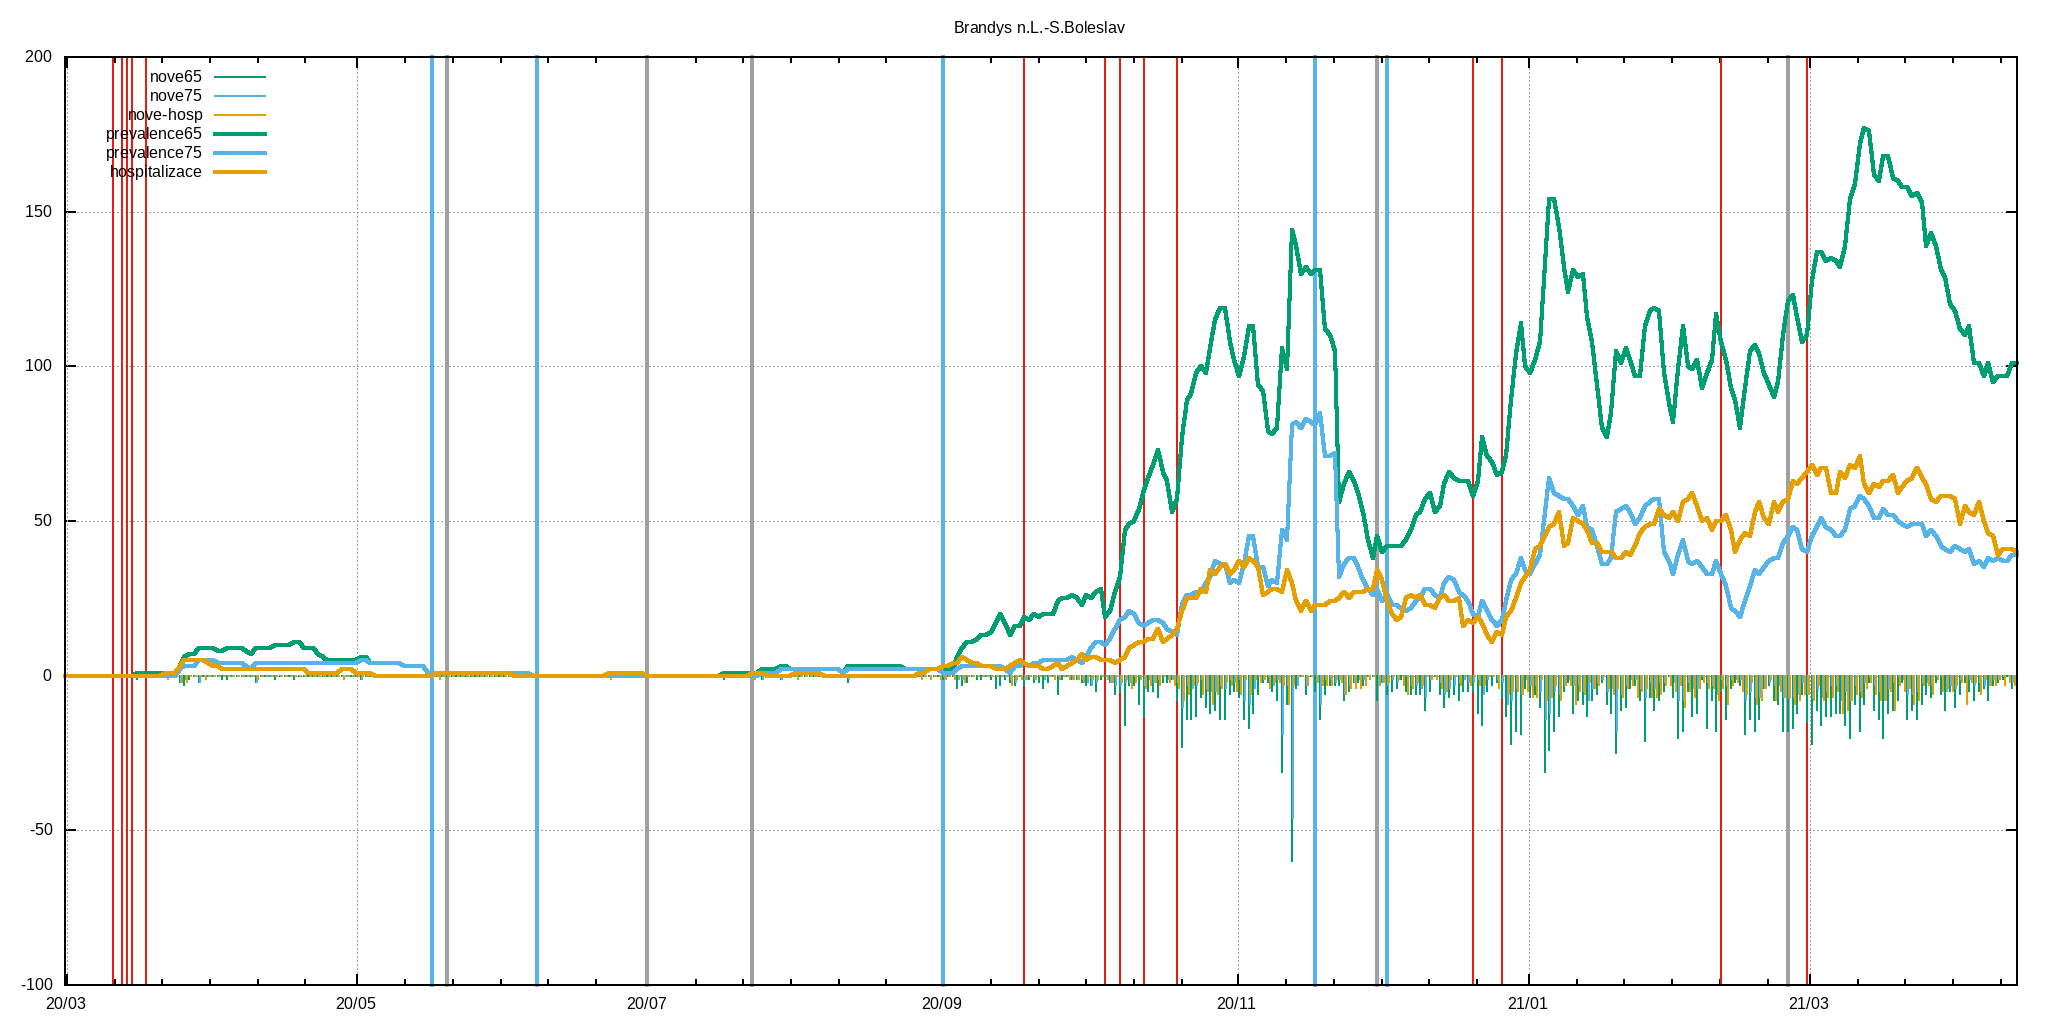 Brandys n.L.-S.Boleslav
200
nove65
nove75
nove-hosp
prevalence65
prevalence75
hospitalizace
150
100
50
0
-50
-100
20/03 20/05 20/07 20/09 20/11 21/01 21/03